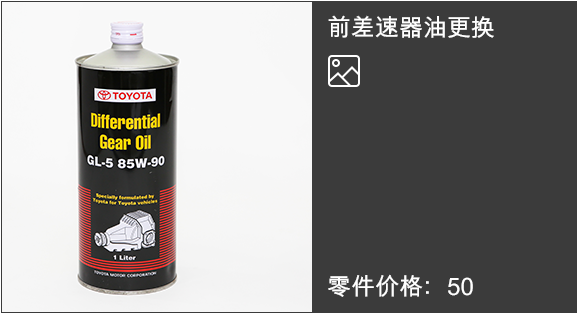 TOYOTA
Differential
Gear Oil
GL-5 85W-90
Specially formulated by
Toyota for Toyota vehicles
1 Liter
TOYOTA MOTOR CORPORATION
前差速器油更换
零件价格：50